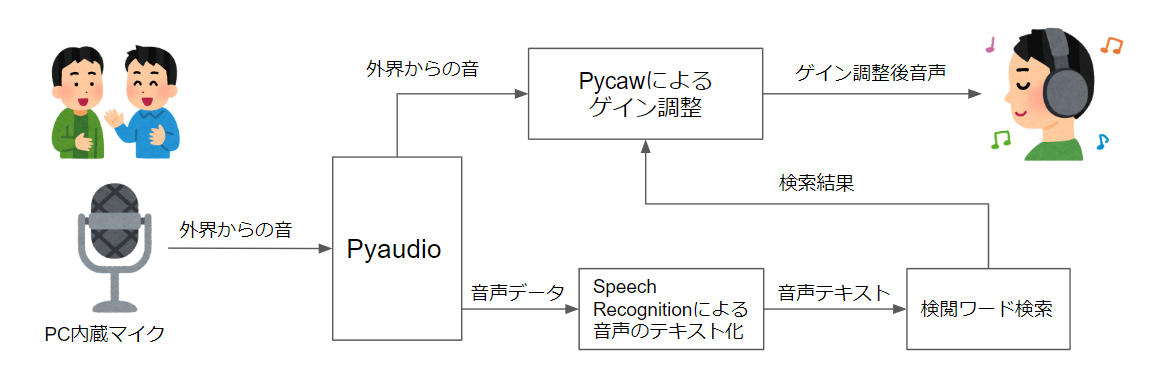 外界からの音
Pycawによる
ゲイン調整
ゲイン調整後音声
検索結果
外界からの音
Pyaudio
音声データ
Speech
Recognitionによる
音声のテキスト化
音声テキスト
検閲ワード検索
PC内蔵マイク